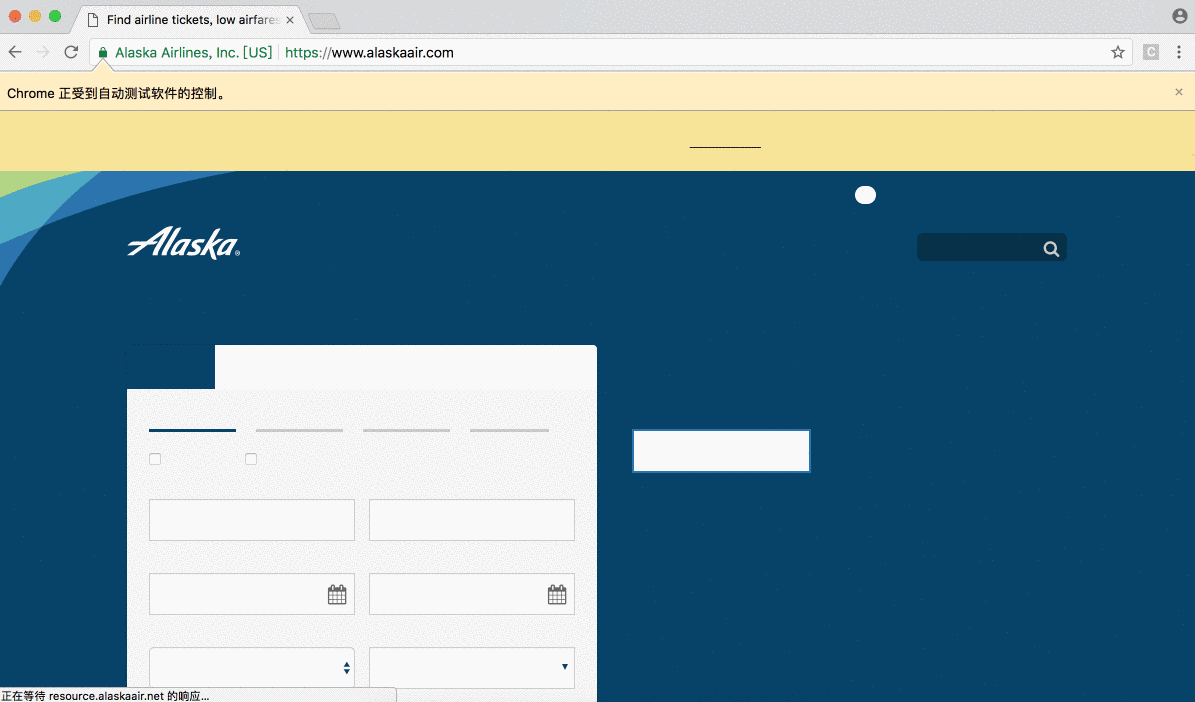 Find airline tickets, low airfares
Alaska Airlines, Inc. [US] https://www.alaskaair.com
C
Chrome 正受到自动测试软件的控制。
Alaska®
正在等待 resource.alaskaair.net 的响应...